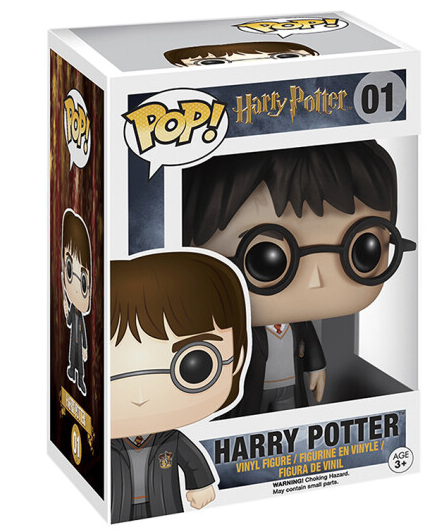 POP!
Harry Potter
01
POP!
HARRY POTTER
VINYL FIGURE / FIGURINE EN VINYLE /
FIGURA DE VINIL
WARNING! Choking Hazard.
May contain small parts.
AGE
3+
POP!
01